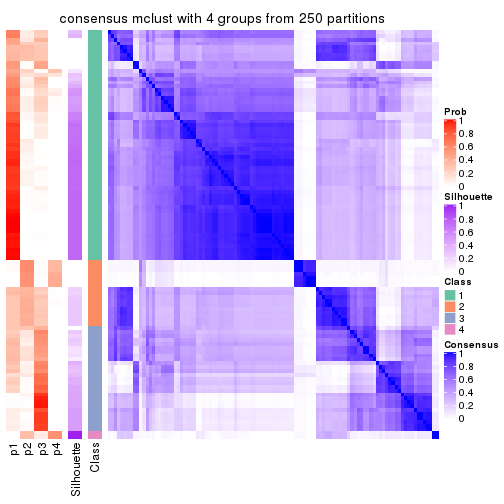 consensus mclust with 4 groups from 250 partitions
Prob
1
0.8
0.6
0.4
0.2
0
Silhouette
1
0.8
0.6
0.4
0.2
0
Class
1
2
3
4
Consensus
1
0.8
0.6
0.4
0.2
0
p1
p2
p3
p4
Silhouette
Class